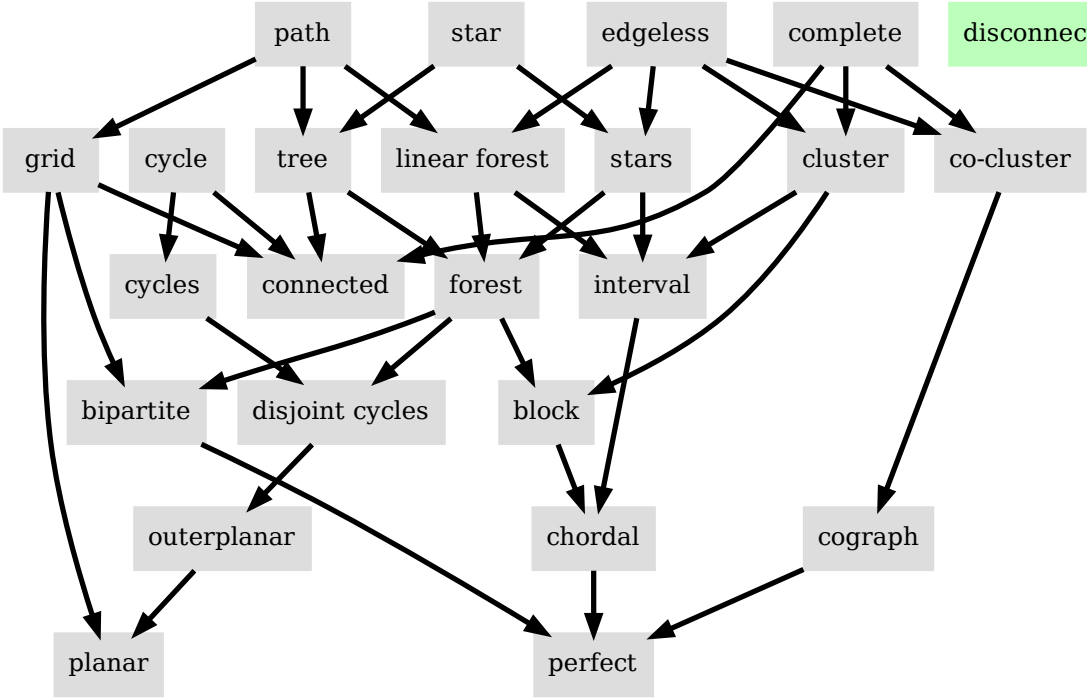 path
star
edgeless
complete
disconnec
grid
cycle
tree
linear forest
stars
cluster
co-cluster
cycles
connected
forest
interval
bipartite
disjoint cycles
block
outerplanar
chordal
cograph
planar
perfect